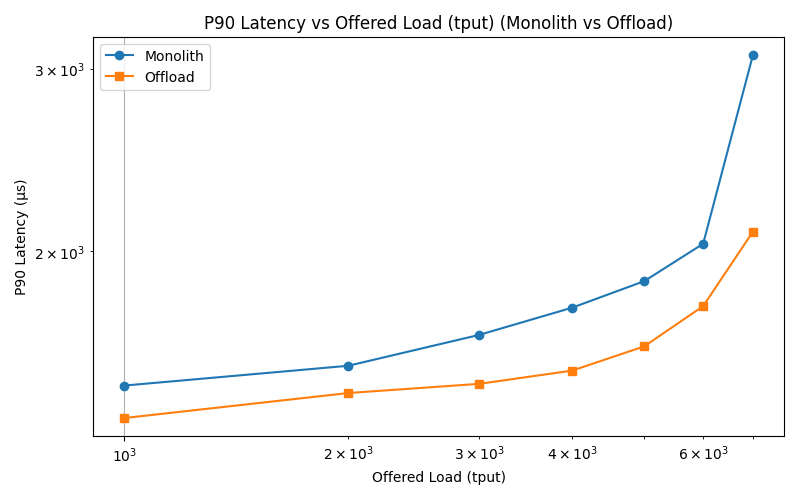 P90 Latency vs Offered Load (tput) (Monolith vs Offload)
Monolith
Offload
3 × 10³
2 × 10³
P90 Latency (μs)
10³
2 × 10³
3 × 10³
4 × 10³
6 × 10³
Offered Load (tput)